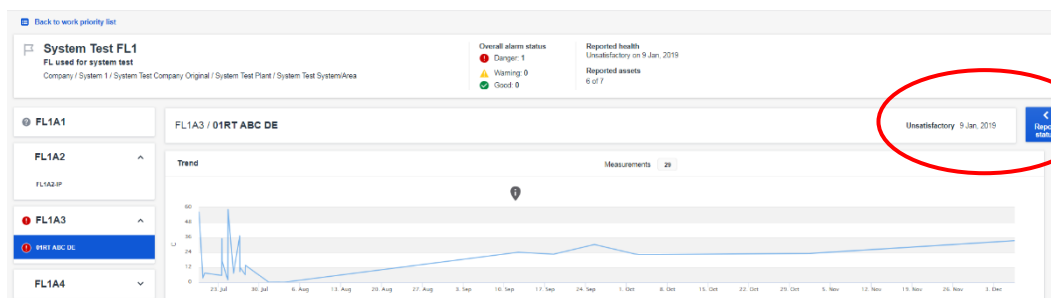 Back to work priority list
System Test FL1
FL used for system test
Company / System 1 / System Test Company Original / System Test Plant / System Test System/Area
Overall alarm status
Danger: 1
Warning: 0
Good: 0
Reported health
Unsatisfactory on 9 Jan, 2019
Reported assets
6 of 7
FL1A1
FL1A2
FL1A2-IP
FL1A3
01RT ABC DE
FL1A4
FL1A3 / 01RT ABC DE
Unsatisfactory 9 Jan, 2019
Repo
statu
Trend
Measurements 29
60
48
36
24
12
0
C
23. Jul 30. Jul 6. Aug 13. Aug 20. Aug 27. Aug 3. Sep 10. Sep 17. Sep 24. Sep 1. Oct 8. Oct 15. Oct 22. Oct 29. Oct 5. Nov 12. Nov 19. Nov 26. Nov 3. Dec